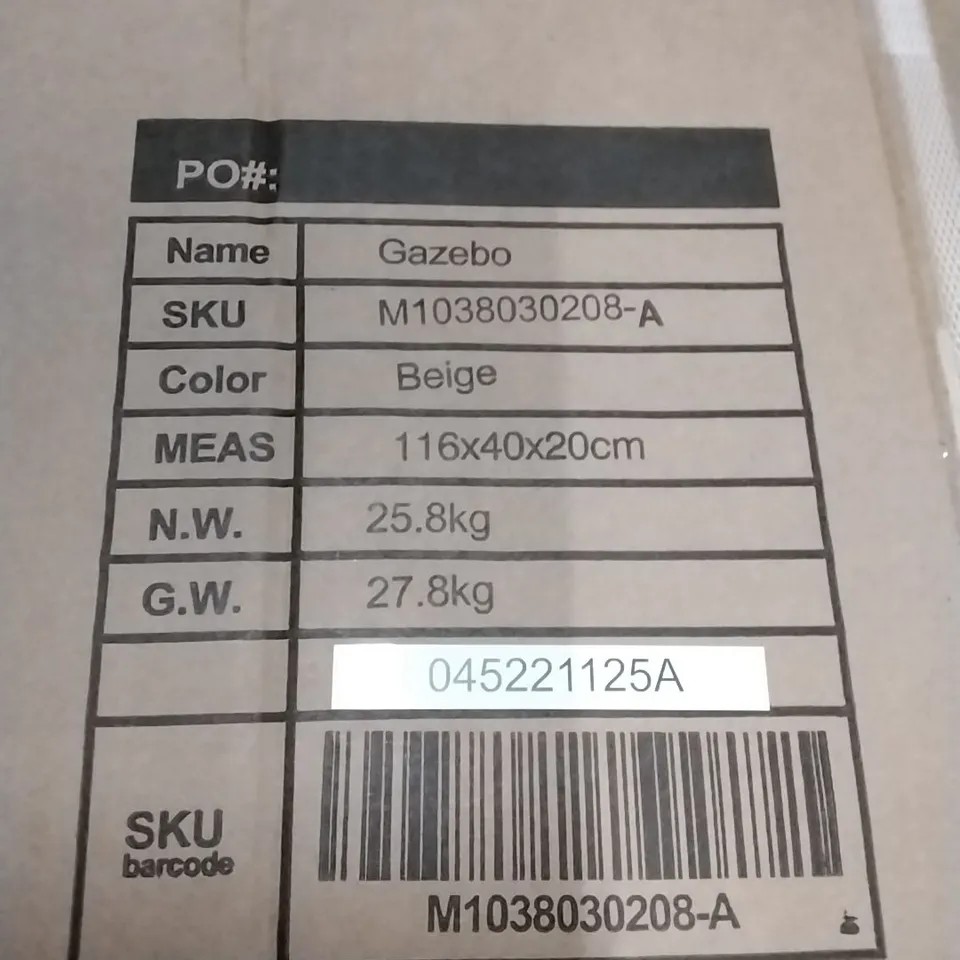 PO#:
Name Gazebo
SKU M1038030208-A
Color Beige
MEAS 116x40x20cm
N.W. 25.8kg
G.W. 27.8kg
045221125A
SKU
barcode
M1038030208-A